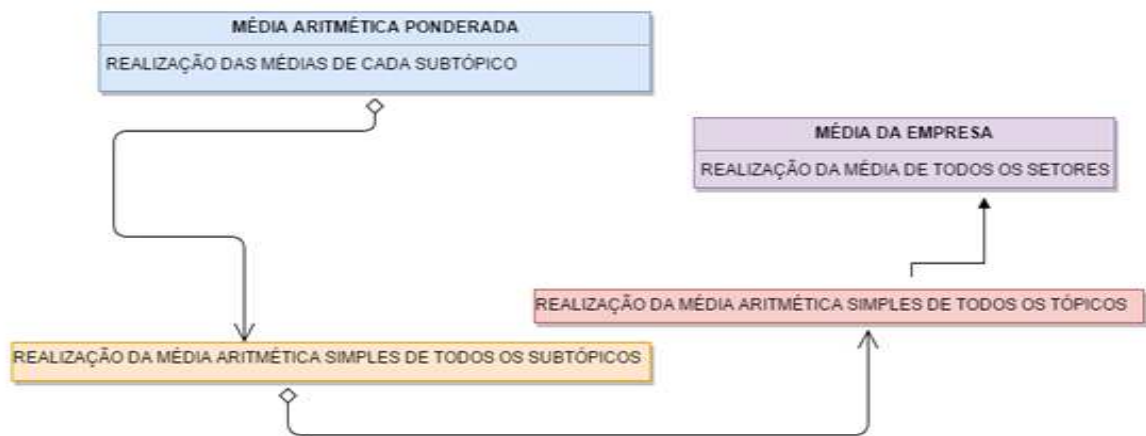 MÉDIA ARITMÉTICA PONDERADA
REALIZAÇÃO DAS MÉDIAS DE CADA SUBTÓPICO
MÉDIA DA EMPRESA
REALIZAÇÃO DA MÉDIA DE TODOS OS SETORES
REALIZAÇÃO DA MÉDIA ARITMÉTICA SIMPLES DE TODOS OS TÓPICOS
REALIZAÇÃO DA MÉDIA ARITMÉTICA SIMPLES DE TODOS OS SUBTÓPICOS